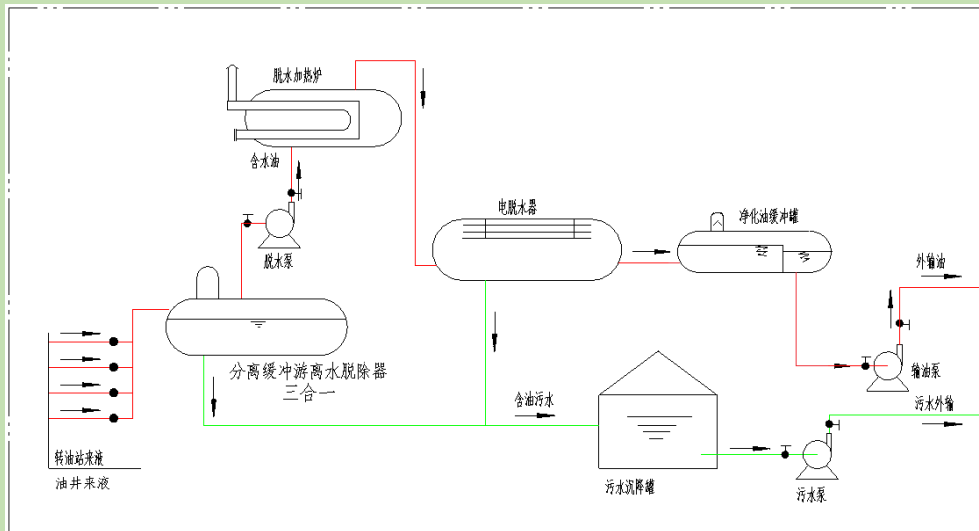 脱水加热炉
含水油
电脱水器
净化油缓冲罐
脱水泵
外输油
分离缓冲游离水脱除器
三合一
输油泵
含油污水
污水外输
转油站来液
油井来液
污水沉降罐
污水泵